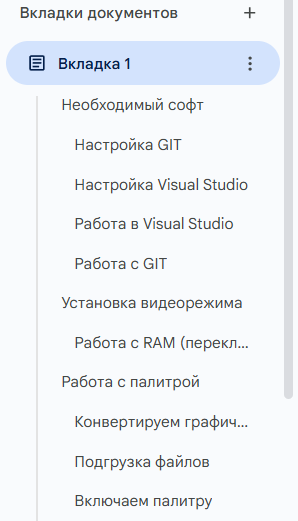 Вкладки документов
Вкладка 1
Необходимый софт
Настройка GIT
Настройка Visual Studio
Работа в Visual Studio
Работа с GIT
Установка видеорежима
Работа с RAM (перекл...
Работа с палитрой
Конвертируем графич...
Подгрузка файлов
Включаем палитру